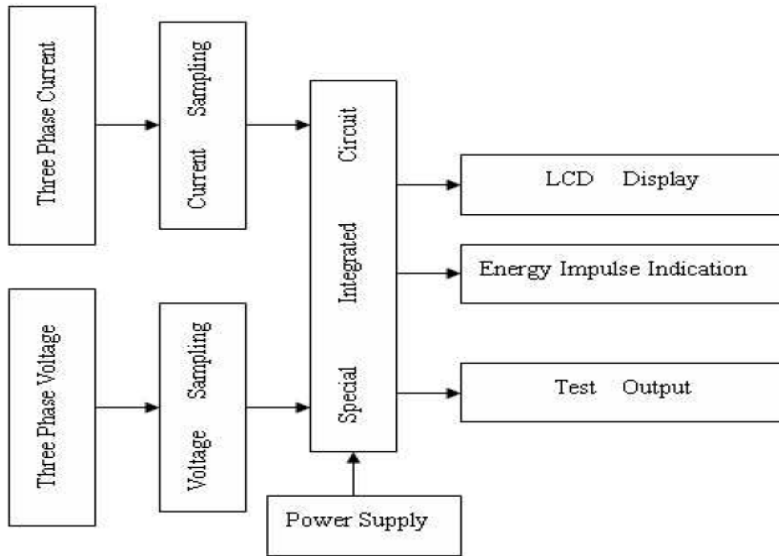 Three Phase Current
Current Sampling
Three Phase Voltage
Voltage Sampling
Special Integrated Circuit
LCD Display
Energy Impulse Indication
Test Output
Power Supply